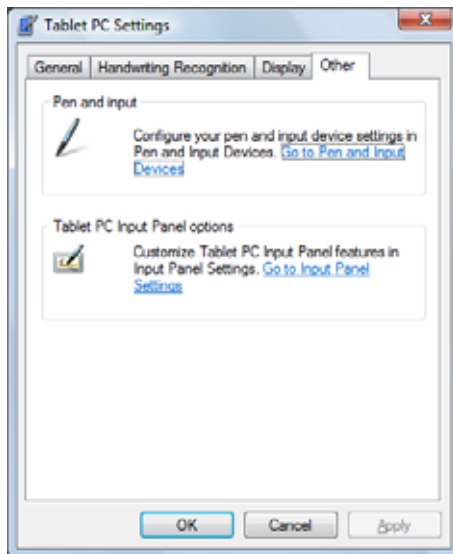 Tablet PC Settings
General Handwriting Recognition Display Other
Pen and input
Configure your pen and input device settings in
Pen and Input Devices. Go to Pen and Input
Devices
Tablet PC Input Panel options
Customize Tablet PC Input Panel features in
Input Panel Settings. Go to Input Panel
Settings
OK Cancel Apply